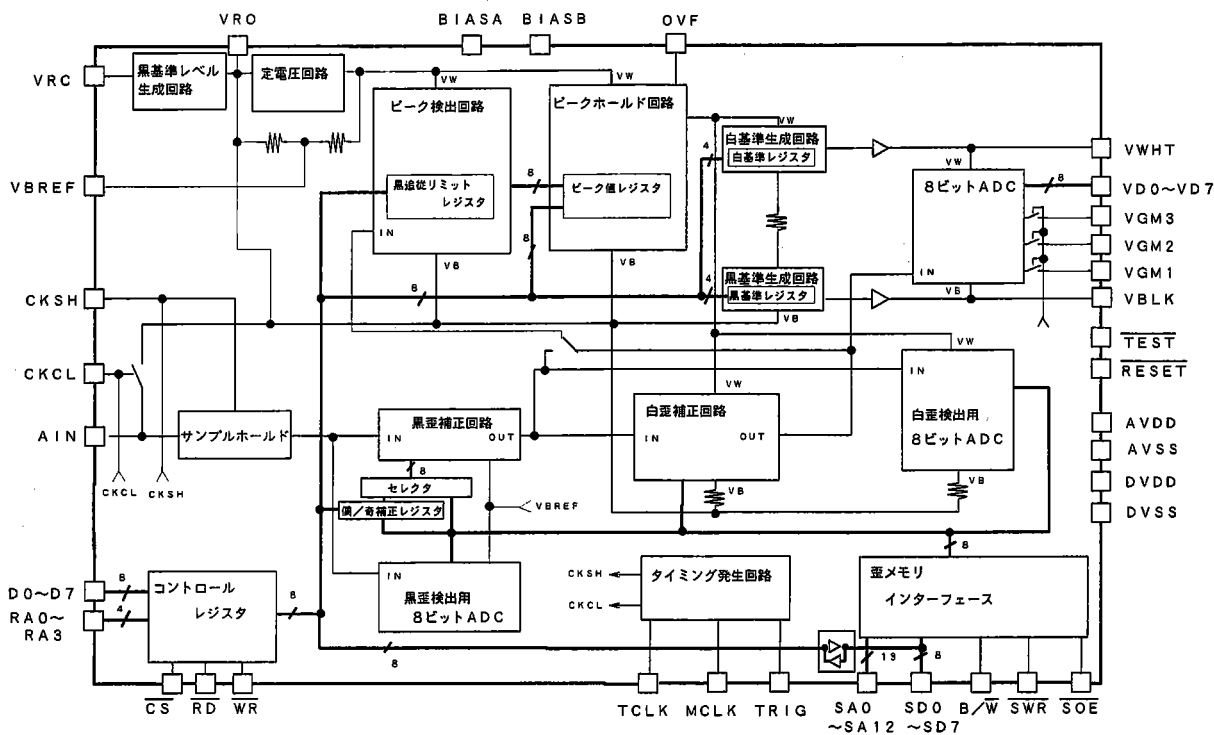 VRO
BIASA
BIASB
OVF
VRC
黒基準レベル
生成回路
定電圧回路
VW
ピーク検出回路
VW
ピークホールド回路
VW
白基準生成回路
白基準レジスタ
4
VWHT
VW
8ビットADC
8
VD0～VD7
VBREF
黒追従リミット
レジスタ
8
ピーク値レジスタ
VGM3
IN
8
VGM2
VB
VB
黒基準生成回路
黒基準レジスタ
4
IN
VGM1
CKSH
8
VB
VB
VBLK
TEST
VW
RESET
CKCL
IN
VW
黒歪補正回路
白歪補正回路
白歪検出用
8ビットADC
AIN
サンプルホールド
IN
OUT
IN
OUT
AVDD
AVSS
8
CKCL
CKSH
セレクタ
VB
VB
DVDD
偶／奇補正レジスタ
VBREF
DVSS
8
IN
黒歪検出用
8ビットADC
CKSH
タイミング発生回路
CKCL
歪メモリ
インターフェース
D0～D7
8
コントロール
レジスタ
8
RA0～
RA3
4
8
13
8
CS
RD
WR
TCLK
MCLK
TRIG
SA0
～SA12
SD0
～SD7
B/W
SWR
SOE